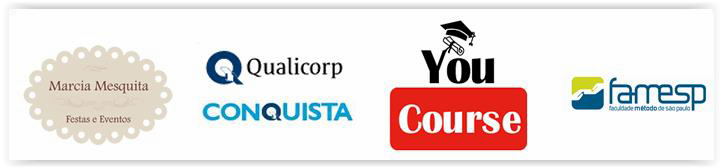 Marcia Mesquita
Festas e Eventos
Qualicorp
CONQUISTA
You
Course
famesp
faculdade método de são paulo